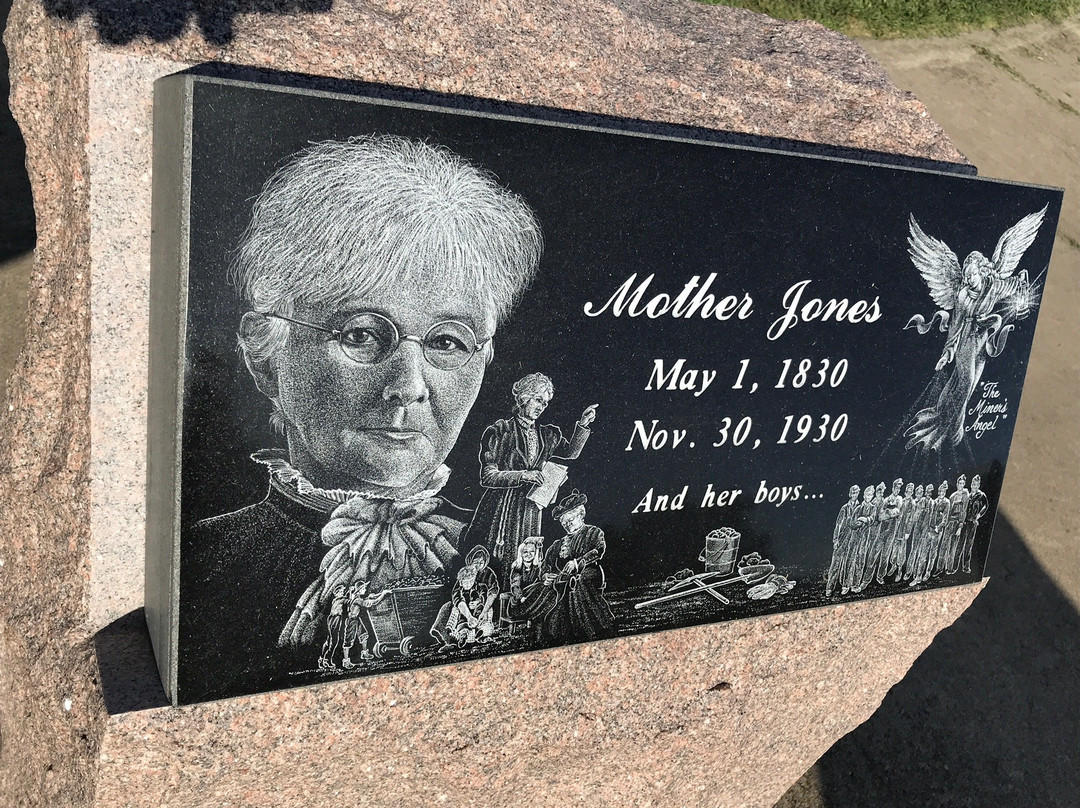 Mother Jones
May 1, 1830
Nov. 30, 1930
And her boys...
"The
Miner's
Angel"